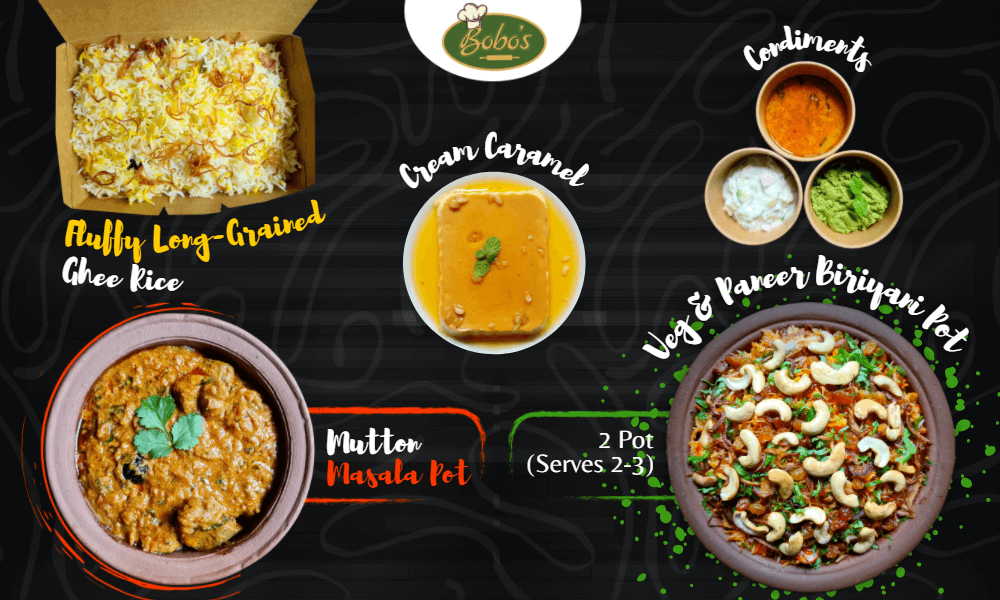 Bobo's
Condiments
Cream Caramel
Fluffy Long-Grained
Ghee Rice
Veg & Paneer Biriyani Pot
Mutton
Masala Pot
2 Pot
(Serves 2-3)